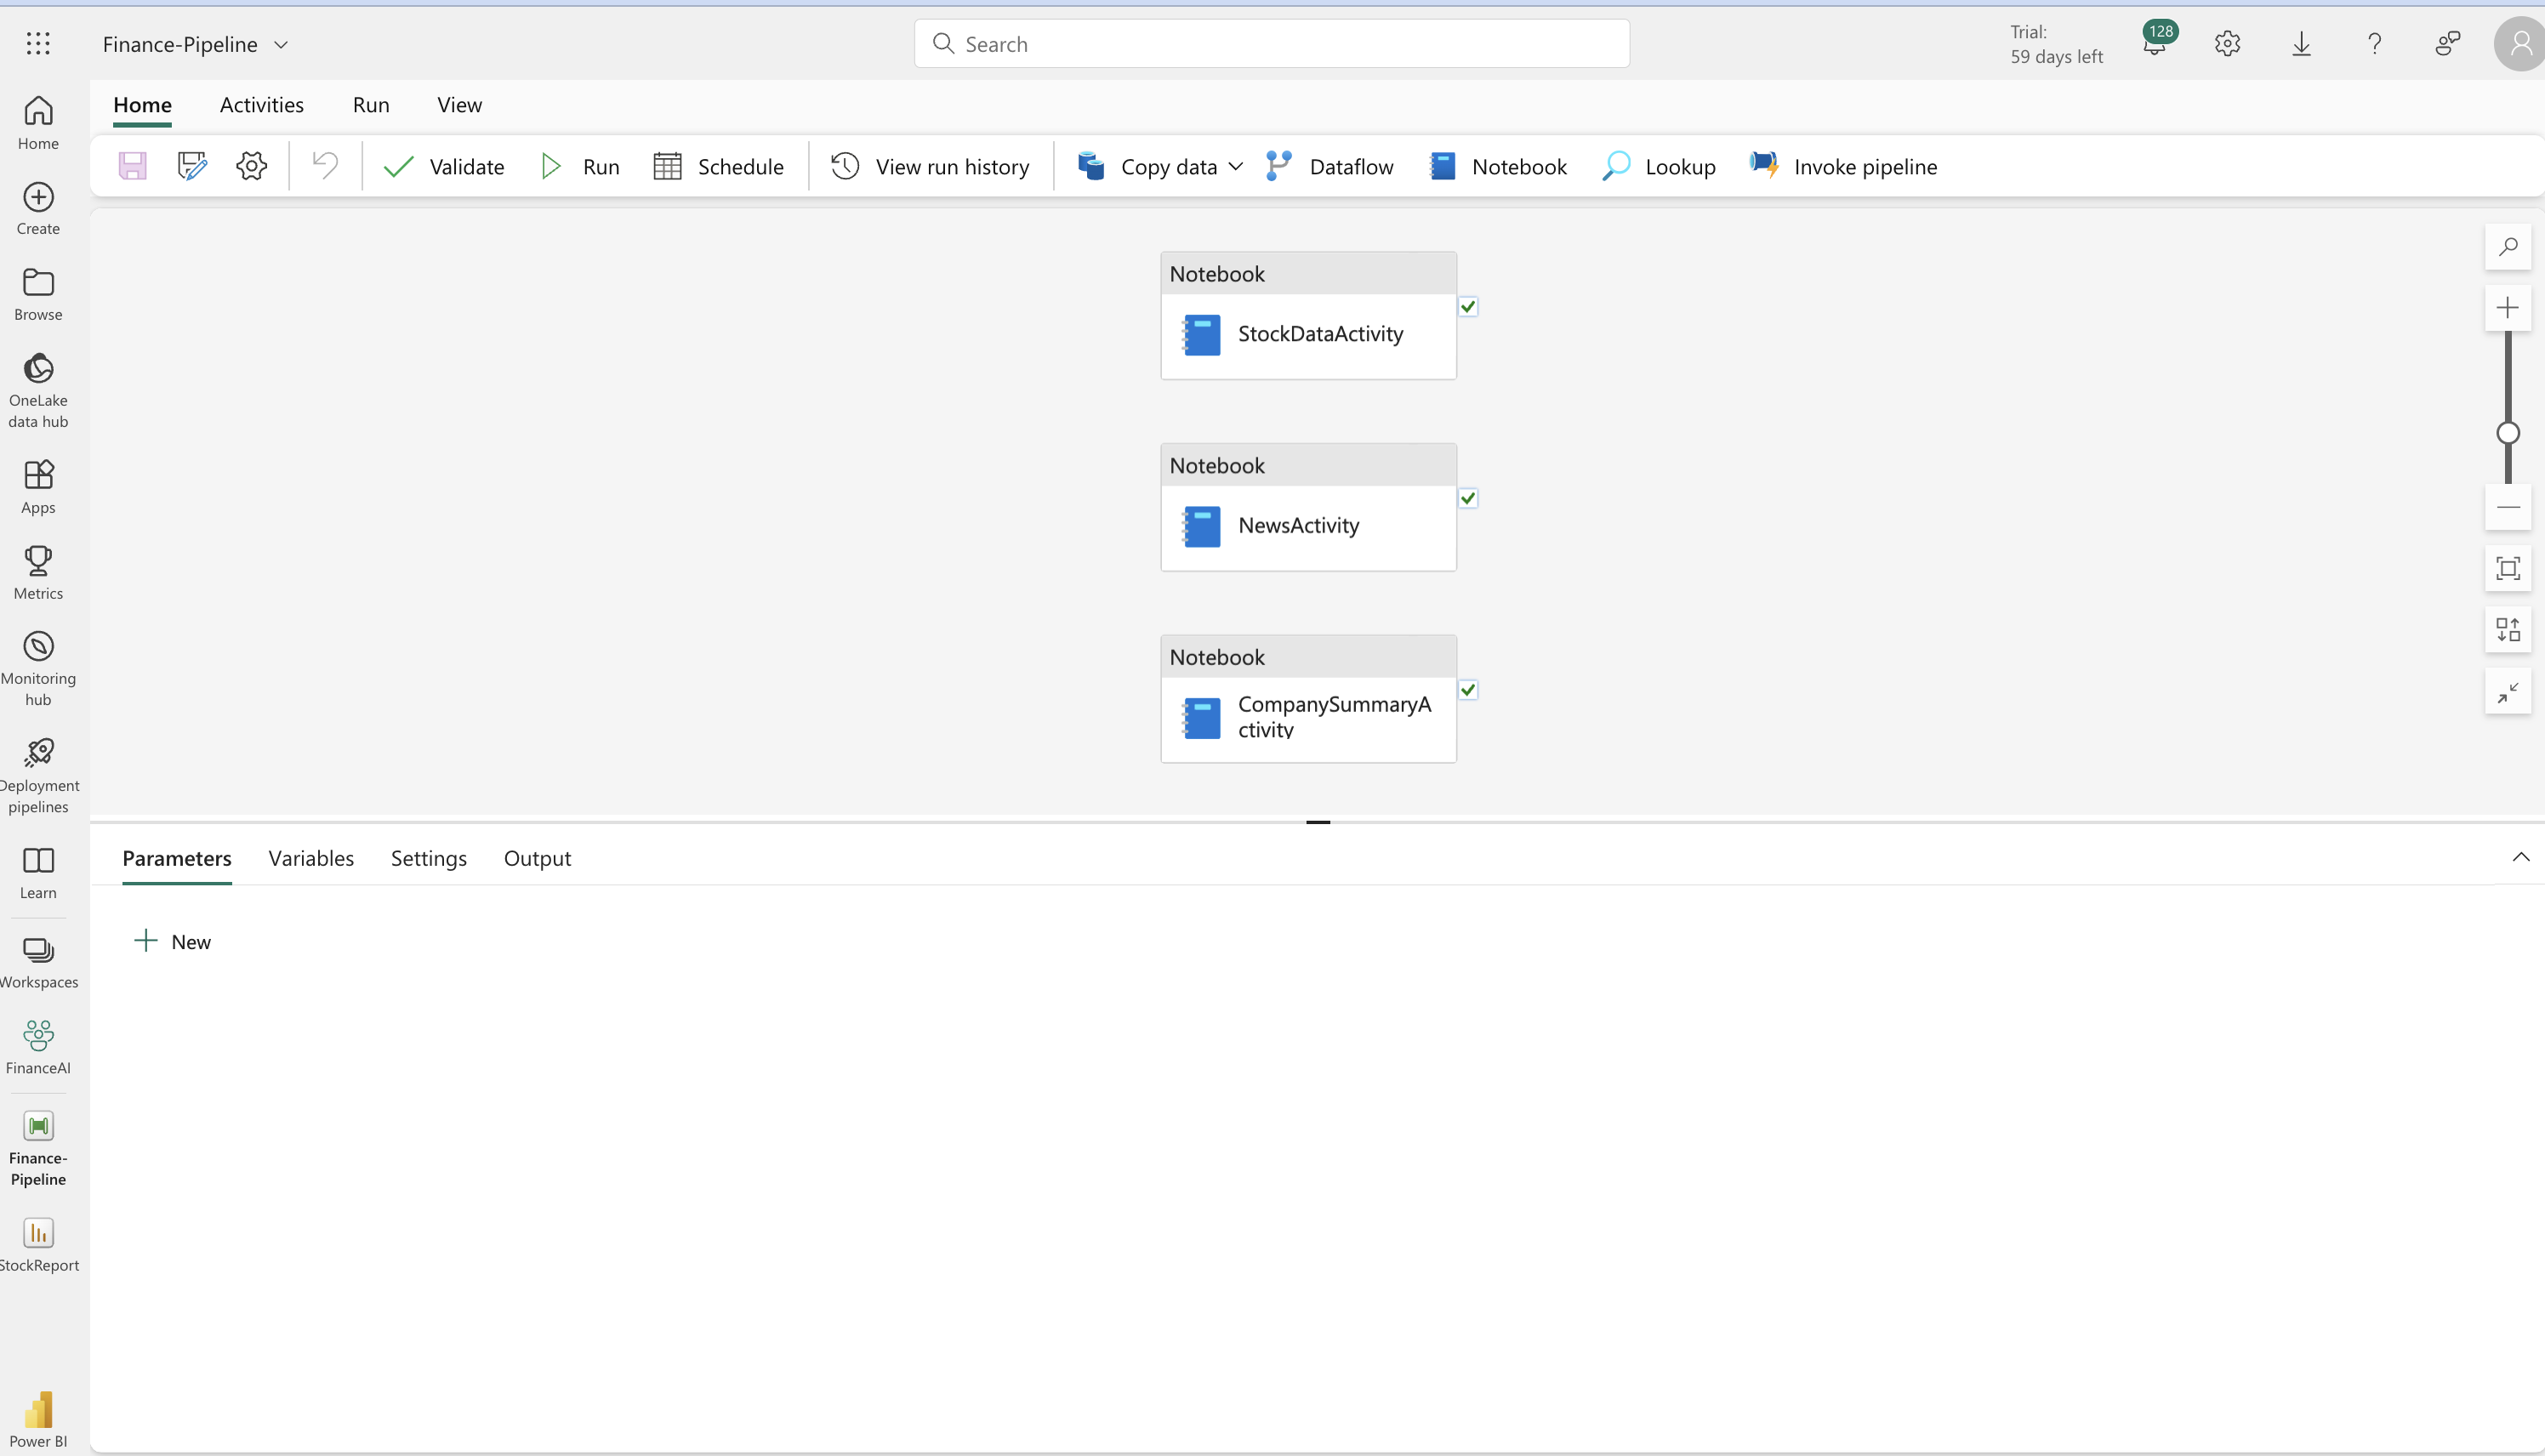 Finance-Pipeline
Search
Trial:
59 days left
128
Home
Activities
Run
View
Validate
Run
Schedule
View run history
Copy data
Dataflow
Notebook
Lookup
Invoke pipeline
Home
Create
Browse
OneLake
data hub
Apps
Metrics
Monitoring
hub
Deployment
pipelines
Learn
Workspaces
FinanceAI
Finance-
Pipeline
StockReport
Power BI
Notebook
StockDataActivity
Notebook
NewsActivity
Notebook
CompanySummaryA
ctivity
Parameters
Variables
Settings
Output
New